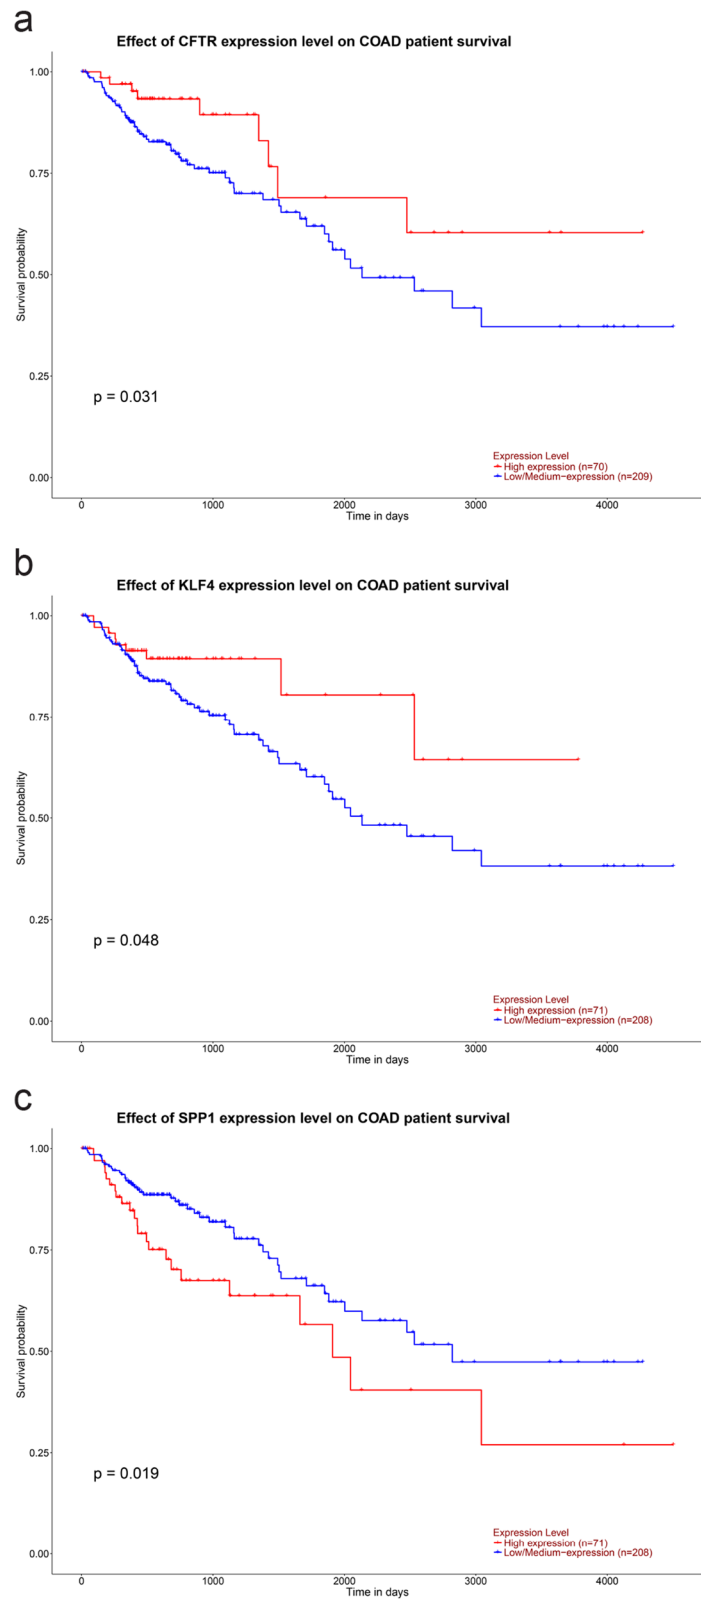 a
Effect of CFTR expression level on COAD patient survival
1.00
0.75
0.50
0.25
0.00
Survival probability
p = 0.031
Expression Level
High expression (n=70)
Low/Medium−expression (n=209)
0 1000 2000 3000 4000
Time in days
b
Effect of KLF4 expression level on COAD patient survival
1.00
0.75
0.50
0.25
0.00
Survival probability
p = 0.048
Expression Level
High expression (n=71)
Low/Medium−expression (n=208)
0 1000 2000 3000 4000
Time in days
c
Effect of SPP1 expression level on COAD patient survival
1.00
0.75
0.50
0.25
0.00
Survival probability
p = 0.019
Expression Level
High expression (n=71)
Low/Medium−expression (n=208)
0 1000 2000 3000 4000
Time in days